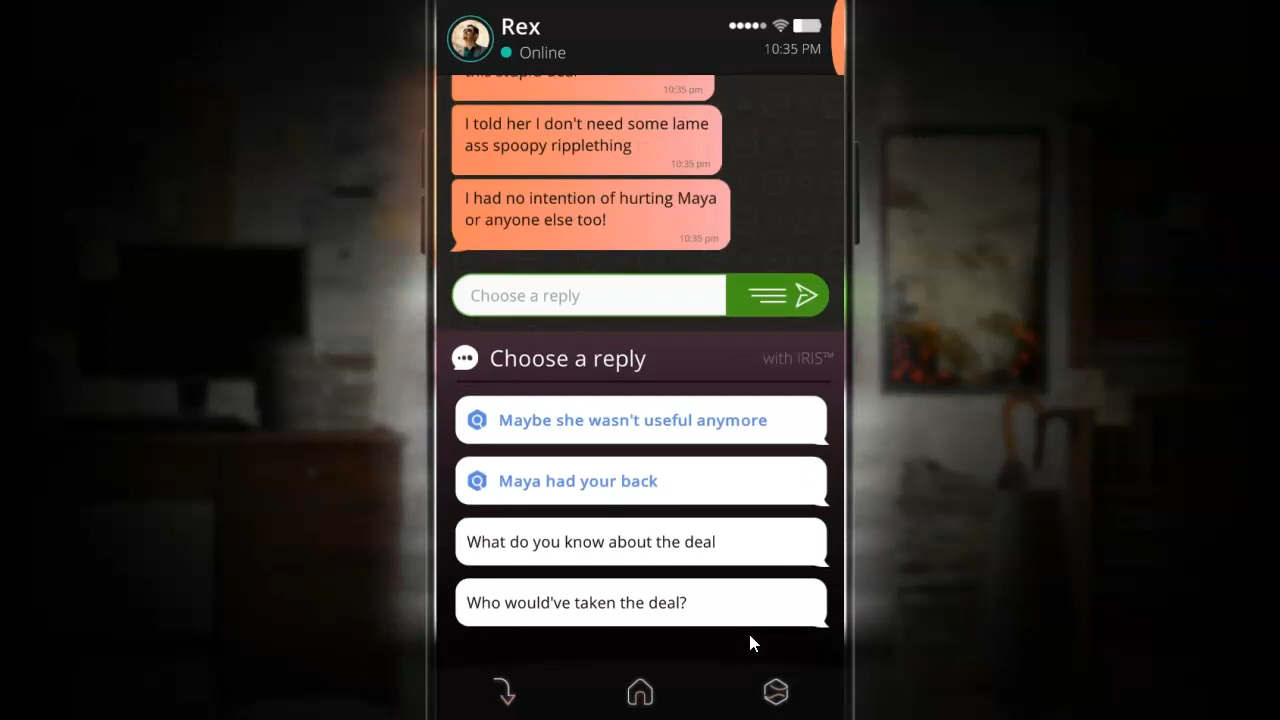 Rex
Online
10:35 PM
this stupid deal
10:35 pm
I told her I don't need some lame
ass spoopy ripplething
10:35 pm
I had no intention of hurting Maya
or anyone else too!
10:35 pm
Choose a reply
Choose a reply
with IRIS™
Maybe she wasn't useful anymore
Maya had your back
What do you know about the deal
Who would've taken the deal?